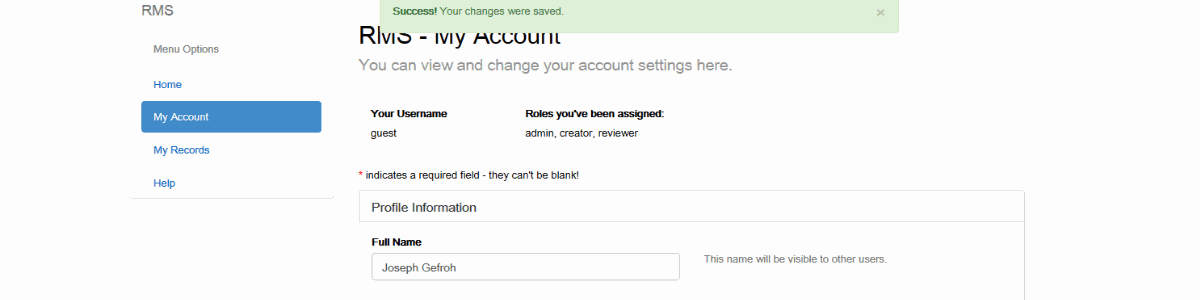 RMS
Success! Your changes were saved.
×
RMS - My Account
You can view and change your account settings here.
Menu Options
Home
My Account
My Records
Help
Your Username
Roles you've been assigned:
guest
admin, creator, reviewer
* indicates a required field - they can't be blank!
Profile Information
Full Name
Joseph Gefroh
This name will be visible to other users.